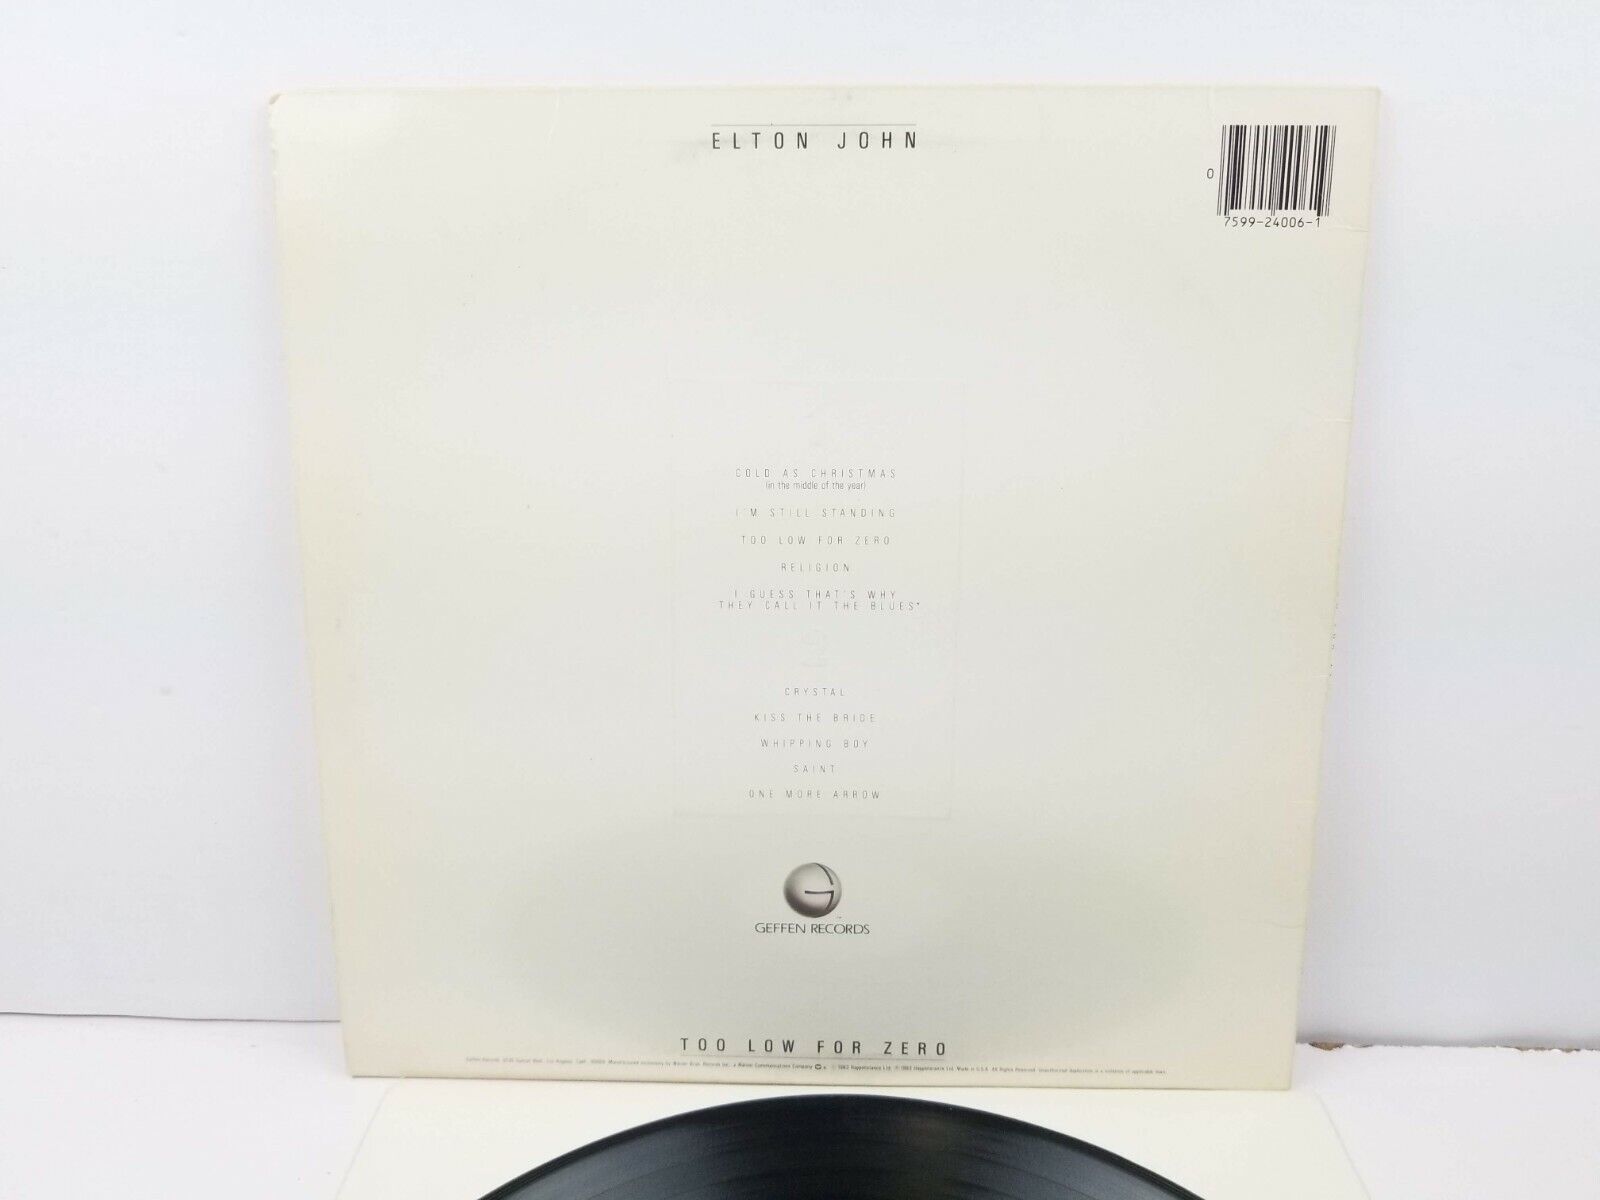 ELTON JOHN
0
7599-24006-1
COLD AS CHRISTMAS
(in the middle of the year)
I'M STILL STANDING
TOO LOW FOR ZERO
RELIGION
I GUESS THAT'S WHY
THEY CALL IT THE BLUES*
CRYSTAL
KISS THE BRIDE
WHIPPING BOY
SAINT
ONE MORE ARROW
G
TM
GEFFEN RECORDS
TOO LOW FOR ZERO